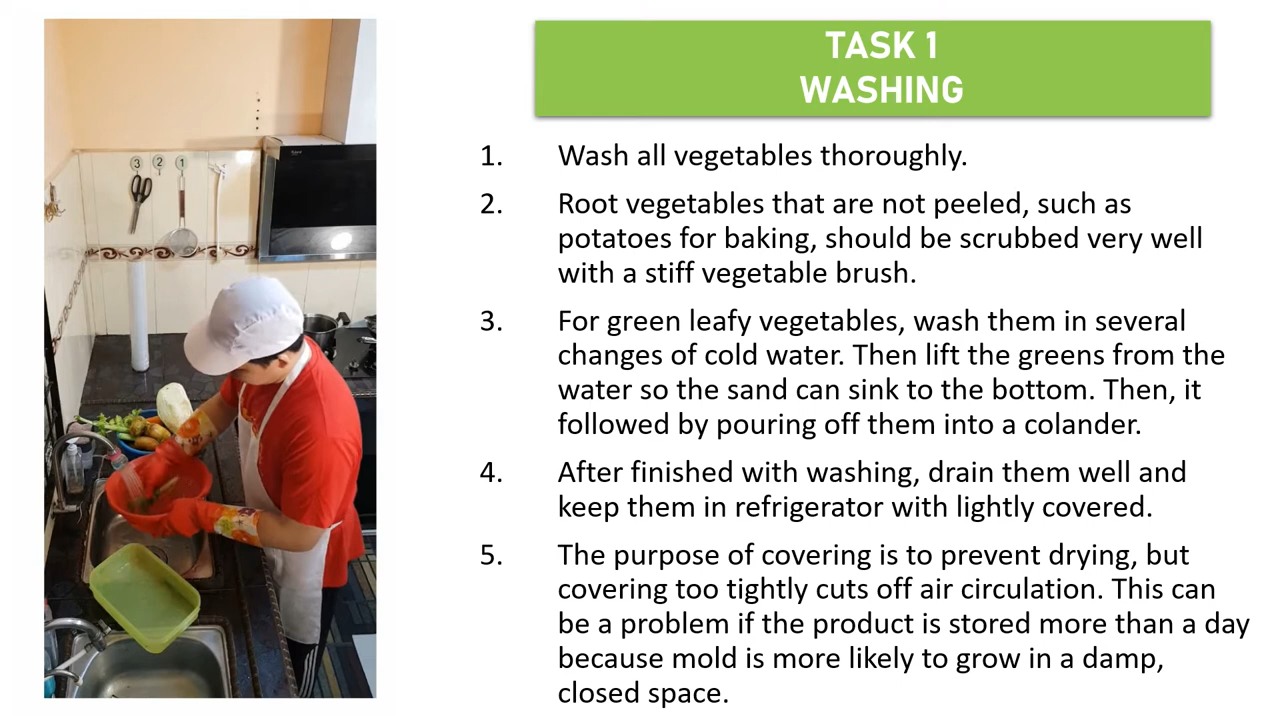 TASK 1
WASHING
1. Wash all vegetables thoroughly.
2. Root vegetables that are not peeled, such as
potatoes for baking, should be scrubbed very well
with a stiff vegetable brush.
3. For green leafy vegetables, wash them in several
changes of cold water. Then lift the greens from the
water so the sand can sink to the bottom. Then, it
followed by pouring off them into a colander.
4. After finished with washing, drain them well and
keep them in refrigerator with lightly covered.
5. The purpose of covering is to prevent drying, but
covering too tightly cuts off air circulation. This can
be a problem if the product is stored more than a day
because mold is more likely to grow in a damp,
closed space.
3 2 1